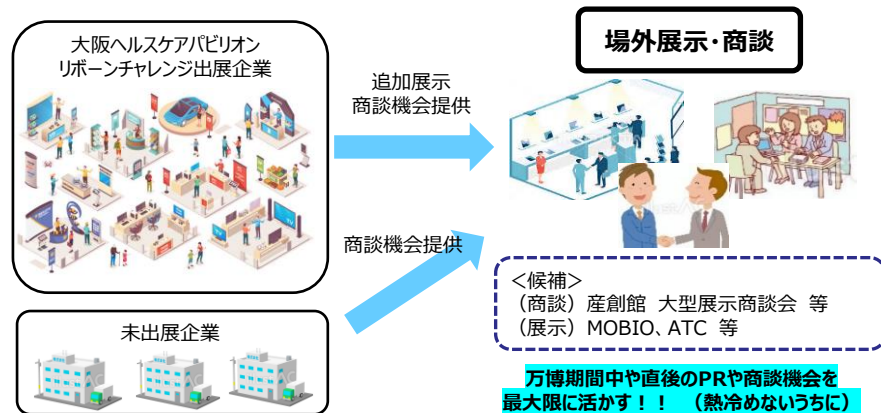 大阪ヘルスケアパビリオン
リボーンチャレンジ出展企業
追加展示
商談機会提供
場外展示・商談
商談機会提供
未出展企業
＜候補＞
（商談）産創館 大型展示商談会 等
（展示）MOBIO、ATC 等
万博期間中や直後のPRや商談機会を
最大限に活かす！！ （熱冷めないうちに）